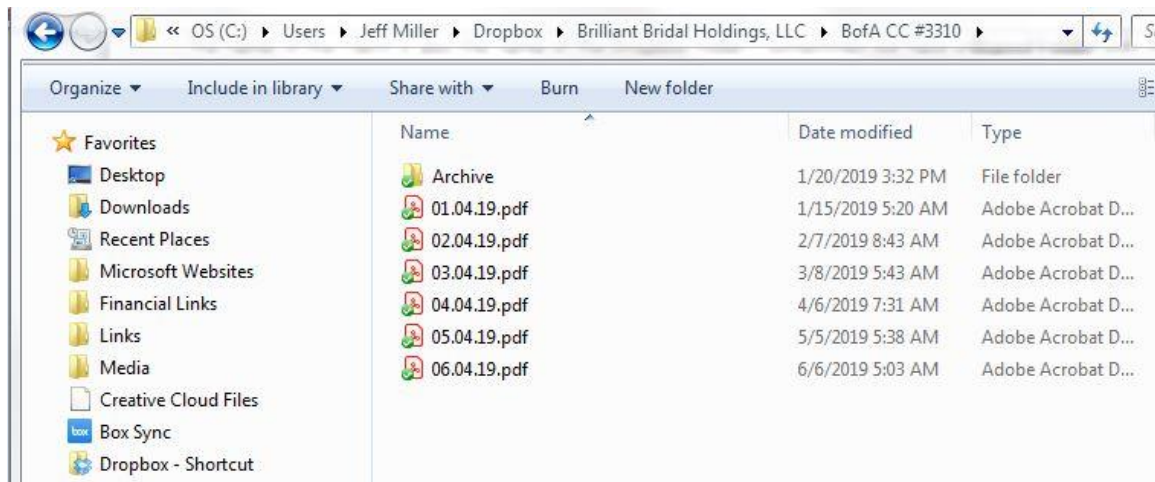 « OS (C:) ▸ Users ▸ Jeff Miller ▸ Dropbox ▸ Brilliant Bridal Holdings, LLC ▸ BofA CC #3310 ▸
Organize Include in library Share with Burn New folder
Name Date modified Type
Favorites
Desktop Archive 1/20/2019 3:32 PM File folder
Downloads 01.04.19.pdf 1/15/2019 5:20 AM Adobe Acrobat D...
Recent Places 02.04.19.pdf 2/7/2019 8:43 AM Adobe Acrobat D...
Microsoft Websites 03.04.19.pdf 3/8/2019 5:43 AM Adobe Acrobat D...
Financial Links 04.04.19.pdf 4/6/2019 7:31 AM Adobe Acrobat D...
Links 05.04.19.pdf 5/5/2019 5:38 AM Adobe Acrobat D...
Media 06.04.19.pdf 6/6/2019 5:03 AM Adobe Acrobat D...
Creative Cloud Files
box Box Sync
Dropbox - Shortcut